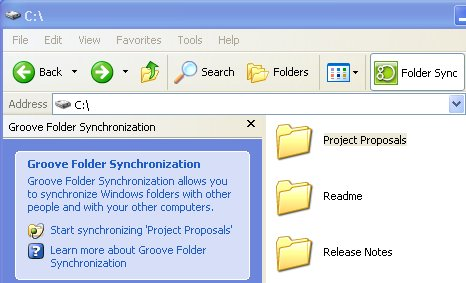 C:\
File Edit View Favorites Tools Help
Back Search Folders Folder Sync
Address C:\
Groove Folder Synchronization
Groove Folder Synchronization
Groove Folder Synchronization allows you
to synchronize Windows folders with other
people and with your other computers.
Start synchronizing 'Project Proposals'
Learn more about Groove Folder
Synchronization
Project Proposals
Readme
Release Notes